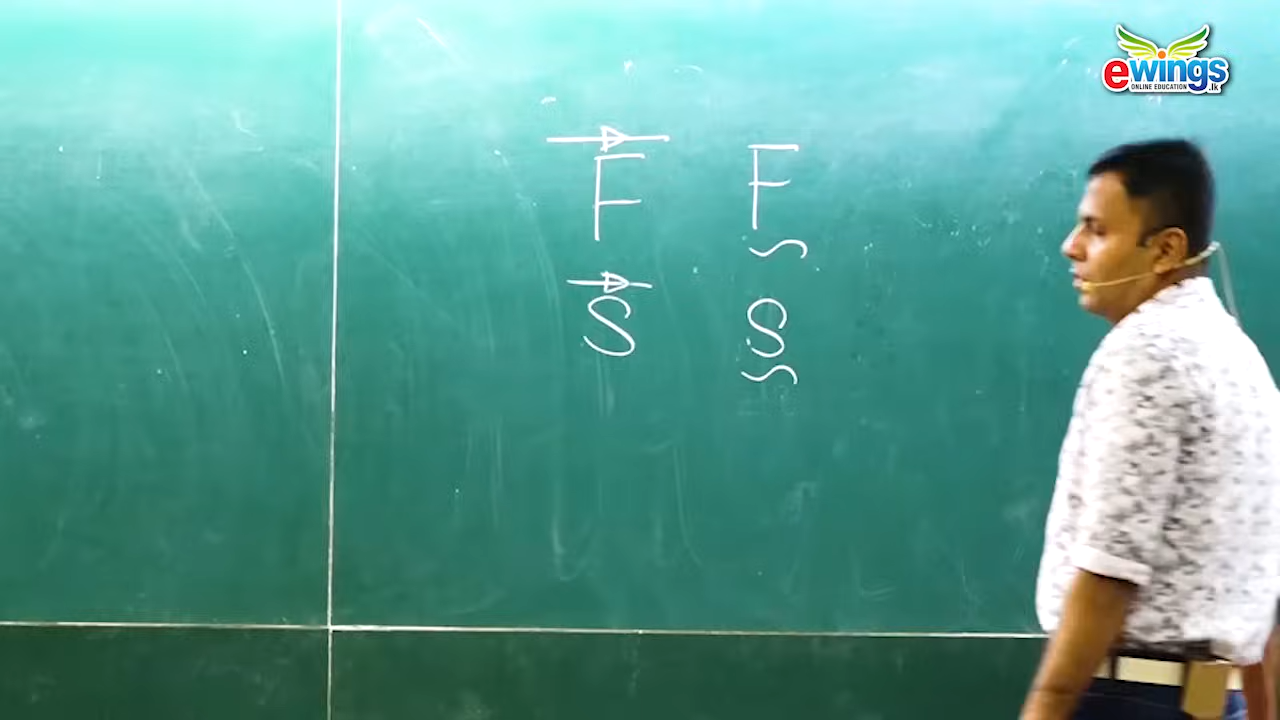 ewings
ONLINE EDUCATION .lk
F⃗ F̰
S⃗ S̰